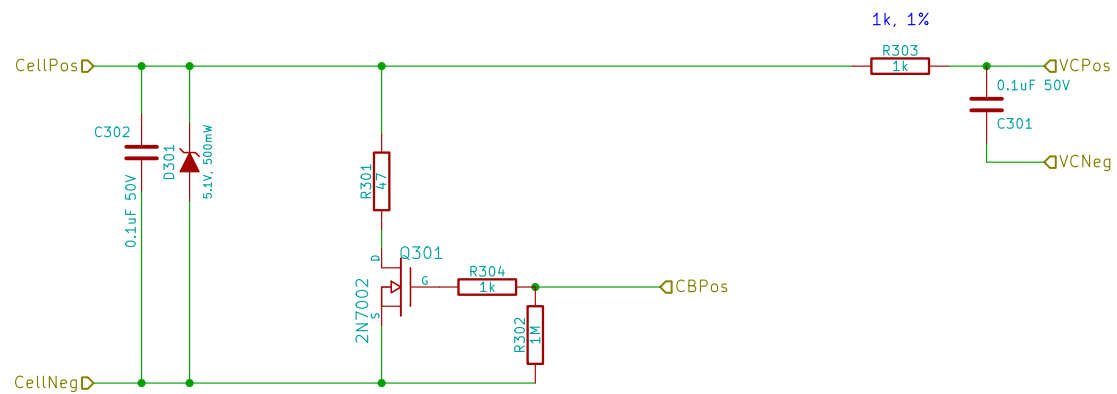 1k, 1%
CellPos
R303
1k
VCPos
0.1uF 50V
C301
C302
D301
5.1V, 500mW
0.1uF 50V
R301
47
VCNeg
Q301
D
G
S
2N7002
R304
1k
CBPos
R302
1M
CellNeg